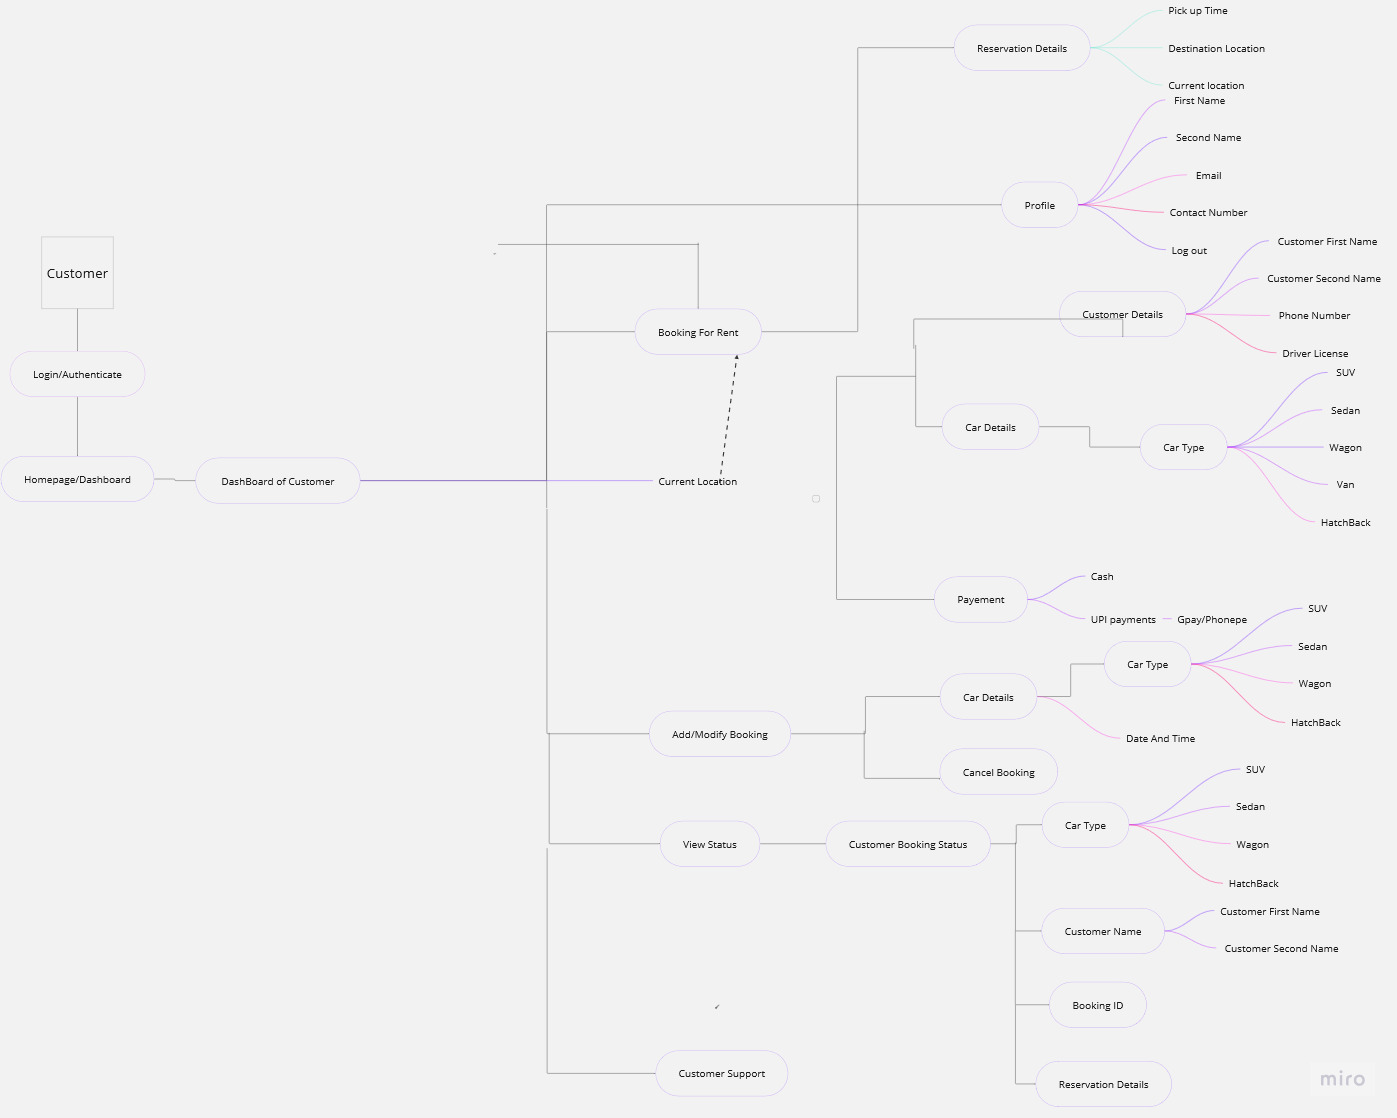 Customer
Login/Authenticate
Homepage/Dashboard
DashBoard of Customer
Current Location
Booking For Rent
Reservation Details
Pick up Time
Destination Location
Current location
Profile
First Name
Second Name
Email
Contact Number
Log out
Customer Details
Customer First Name
Customer Second Name
Phone Number
Driver License
Car Details
Car Type
SUV
Sedan
Wagon
Van
HatchBack
Payement
Cash
UPI payments
Gpay/Phonepe
Add/Modify Booking
Car Details
Car Type
SUV
Sedan
Wagon
HatchBack
Date And Time
Cancel Booking
View Status
Customer Booking Status
Car Type
SUV
Sedan
Wagon
HatchBack
Customer Name
Customer First Name
Customer Second Name
Booking ID
Reservation Details
Customer Support
miro